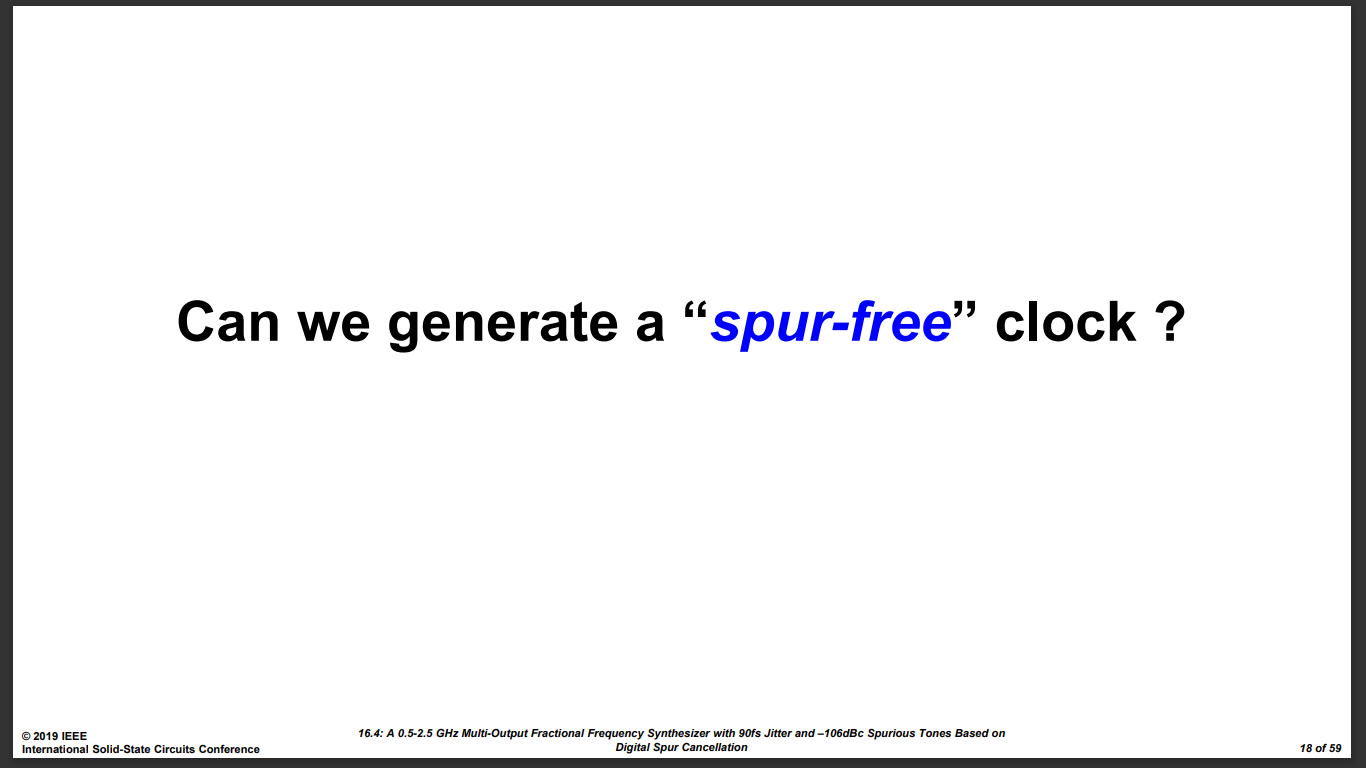 Can we generate a “spur-free” clock ?
© 2019 IEEE
International Solid-State Circuits Conference
16.4: A 0.5-2.5 GHz Multi-Output Fractional Frequency Synthesizer with 90fs Jitter and –106dBc Spurious Tones Based on
Digital Spur Cancellation
18 of 59